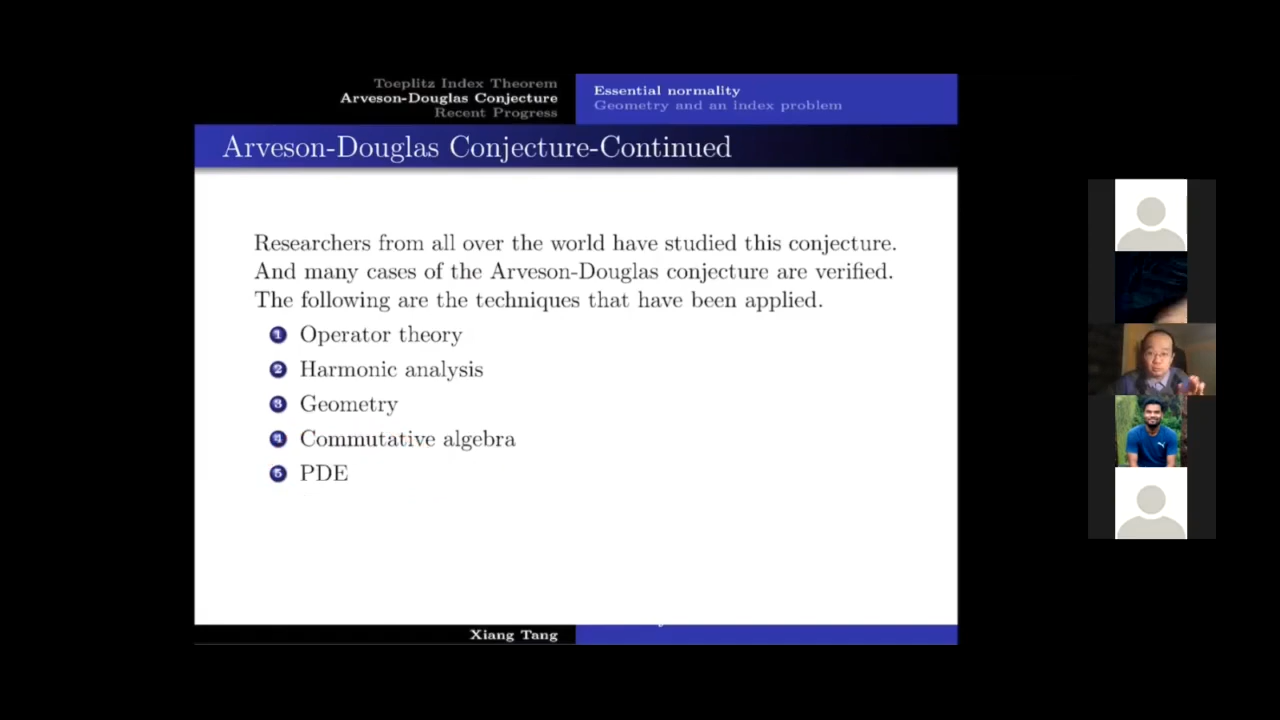 Toeplitz Index Theorem
Arveson-Douglas Conjecture
Recent Progress
Essential normality
Geometry and an index problem
Arveson-Douglas Conjecture-Continued
Researchers from all over the world have studied this conjecture.
And many cases of the Arveson-Douglas conjecture are verified.
The following are the techniques that have been applied.
1 Operator theory
2 Harmonic analysis
3 Geometry
4 Commutative algebra
5 PDE
Xiang Tang